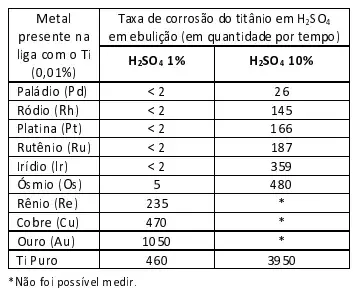 Metal presente na liga com o Ti (0,01%) | Taxa de corrosão do titânio em H₂SO₄ em ebulição (em quantidade por tempo)
H₂SO₄ 1% | H₂SO₄ 10%
Paládio (Pd) | < 2 | 26
Ródio (Rh) | < 2 | 145
Platina (Pt) | < 2 | 166
Rutênio (Ru) | < 2 | 187
Irídio (Ir) | < 2 | 359
Ósmio (Os) | 5 | 480
Rênio (Re) | 235 | *
Cobre (Cu) | 470 | *
Ouro (Au) | 1050 | *
Ti Puro | 460 | 3950
*Não foi possível medir.